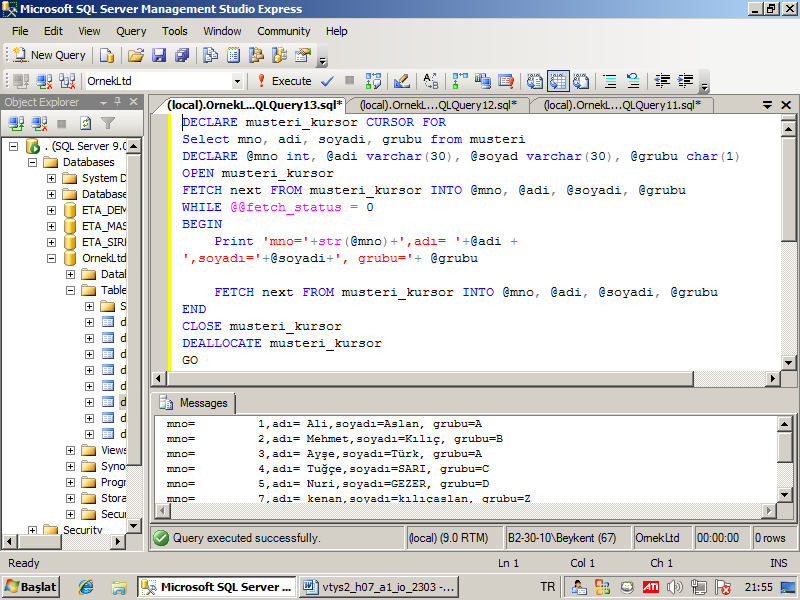 Microsoft SQL Server Management Studio Express
File Edit View Query Tools Window Community Help
New Query
OrnekLtd Execute
Object Explorer
(local).OrnekL...QLQuery13.sql* (local).OrnekL...QLQuery12.sql* (local).OrnekL...QLQuery11.sql*
. (SQL Server 9.0
Databases
System D
Database
ETA_DEM
ETA_MAS
ETA_SIRI
OrnekLtd
Datab
Table
S
d
d
d
d
d
d
d
d
Views
Syno
Progr
Stora
Secur
Security
DECLARE musteri_kursor CURSOR FOR
Select mno, adi, soyadi, grubu from musteri
DECLARE @mno int, @adi varchar(30), @soyad varchar(30), @grubu char(1)
OPEN musteri_kursor
FETCH next FROM musteri_kursor INTO @mno, @adi, @soyadi, @grubu
WHILE @@fetch_status = 0
BEGIN
Print 'mno='+str(@mno)+',adı= '+@adi +
',soyadı='+@soyadi+', grubu='+ @grubu
FETCH next FROM musteri_kursor INTO @mno, @adi, @soyadi, @grubu
END
CLOSE musteri_kursor
DEALLOCATE musteri_kursor
GO
Messages
mno= 1,adı= Ali,soyadı=Aslan, grubu=A
mno= 2,adı= Mehmet,soyadı=Kılıç, grubu=B
mno= 3,adı= Ayşe,soyadı=Türk, grubu=A
mno= 4,adı= Tuğçe,soyadı=SARI, grubu=C
mno= 5,adı= Nuri,soyadı=GEZER, grubu=D
mno= 7,adı= kenan,soyadı=kılıçaslan, grubu=Z
Query executed successfully. (local) (9.0 RTM) B2-30-10\Beykent (67) OrnekLtd 00:00:00 0 rows
Ready Ln 1 Col 1 Ch 1 INS
Başlat Microsoft SQL Server ... vtys2_h07_a1_io_2303 -... TR ATI 21:55